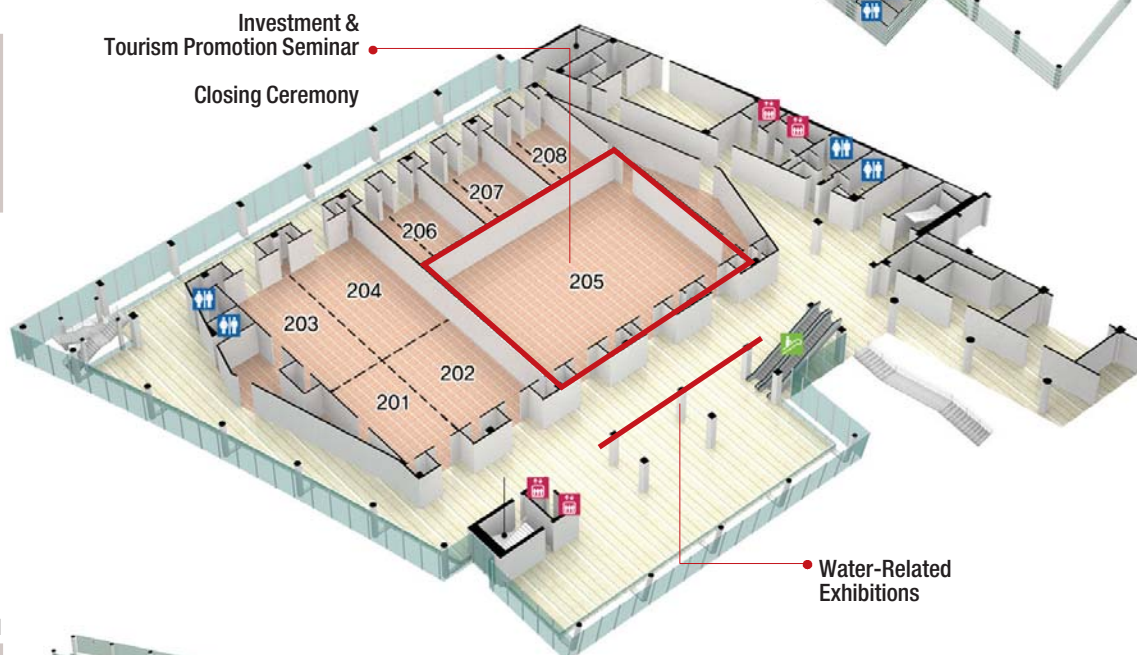 Investment &
Tourism Promotion Seminar
Closing Ceremony
208
207
206
205
204
203
202
201
Water-Related
Exhibitions